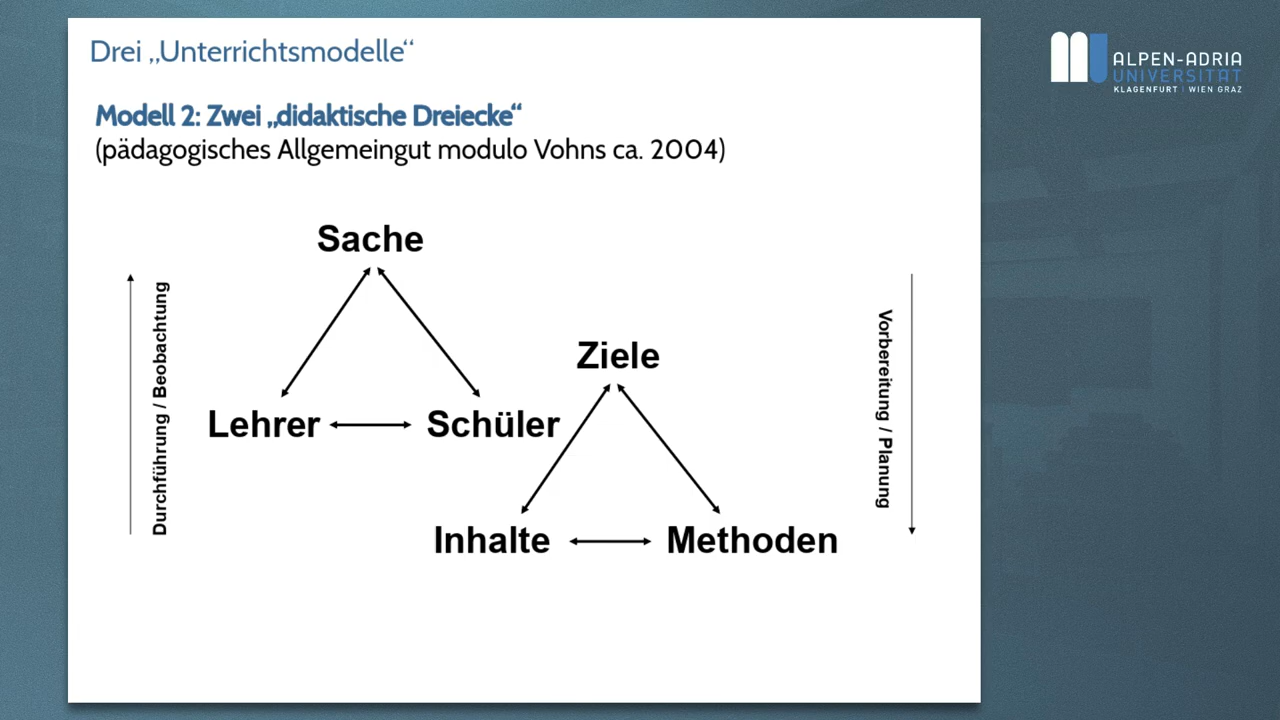 Drei „Unterrichtsmodelle“
Modell 2: Zwei „didaktische Dreiecke“
(pädagogisches Allgemeingut modulo Vohns ca. 2004)
Sache
Lehrer
Schüler
Ziele
Inhalte
Methoden
Durchführung / Beobachtung
Vorbereitung / Planung
ALPEN-ADRIA
UNIVERSITÄT
KLAGENFURT | WIEN GRAZ